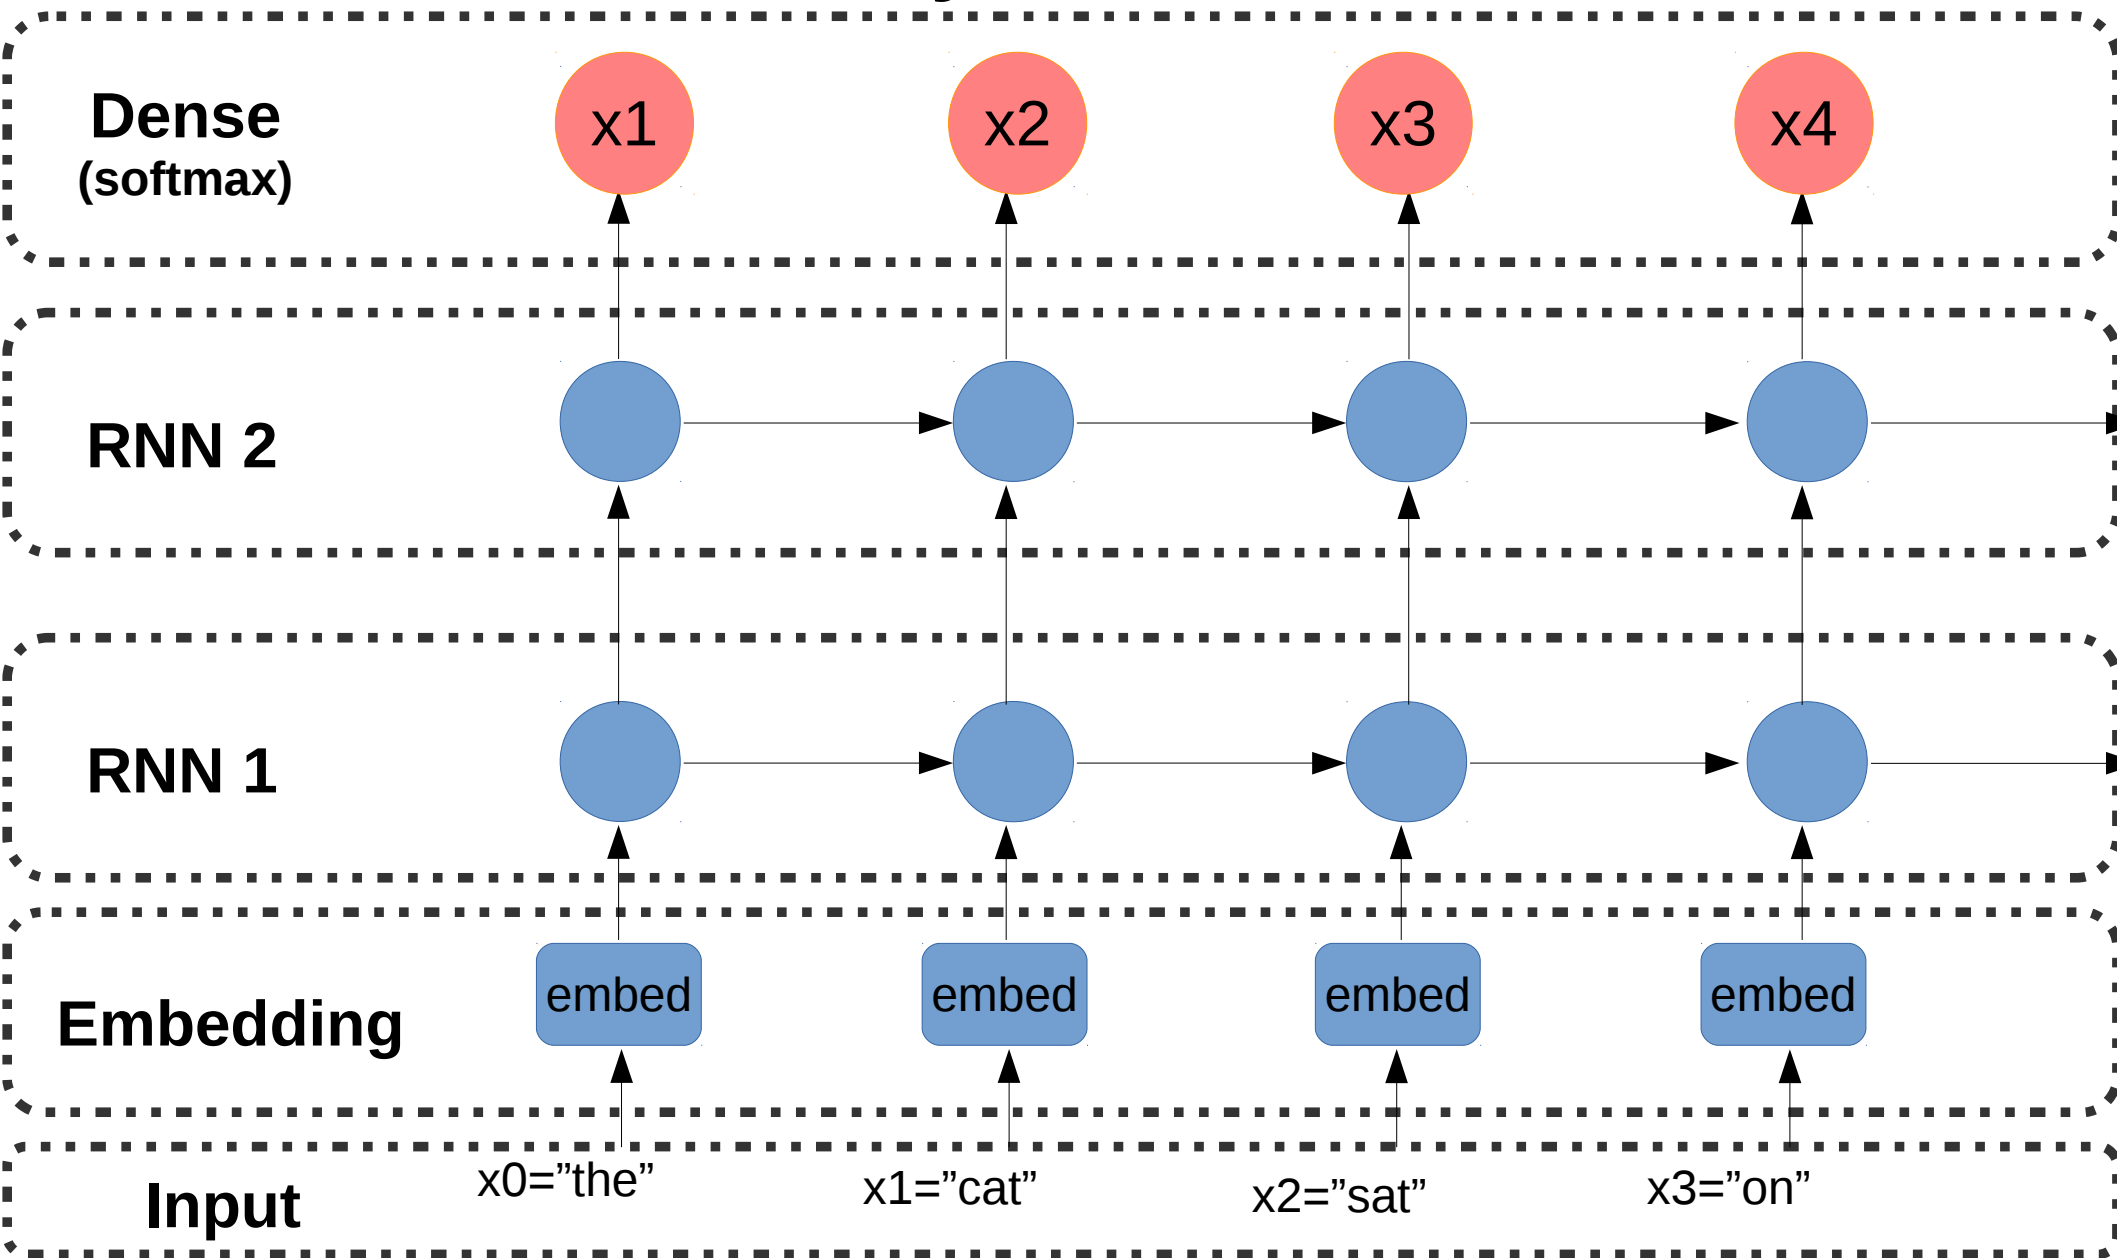 Dense
(softmax)
x1 x2 x3 x4
RNN 2
RNN 1
Embedding
embed embed embed embed
Input
x0=”the” x1=”cat” x2=”sat” x3=”on”